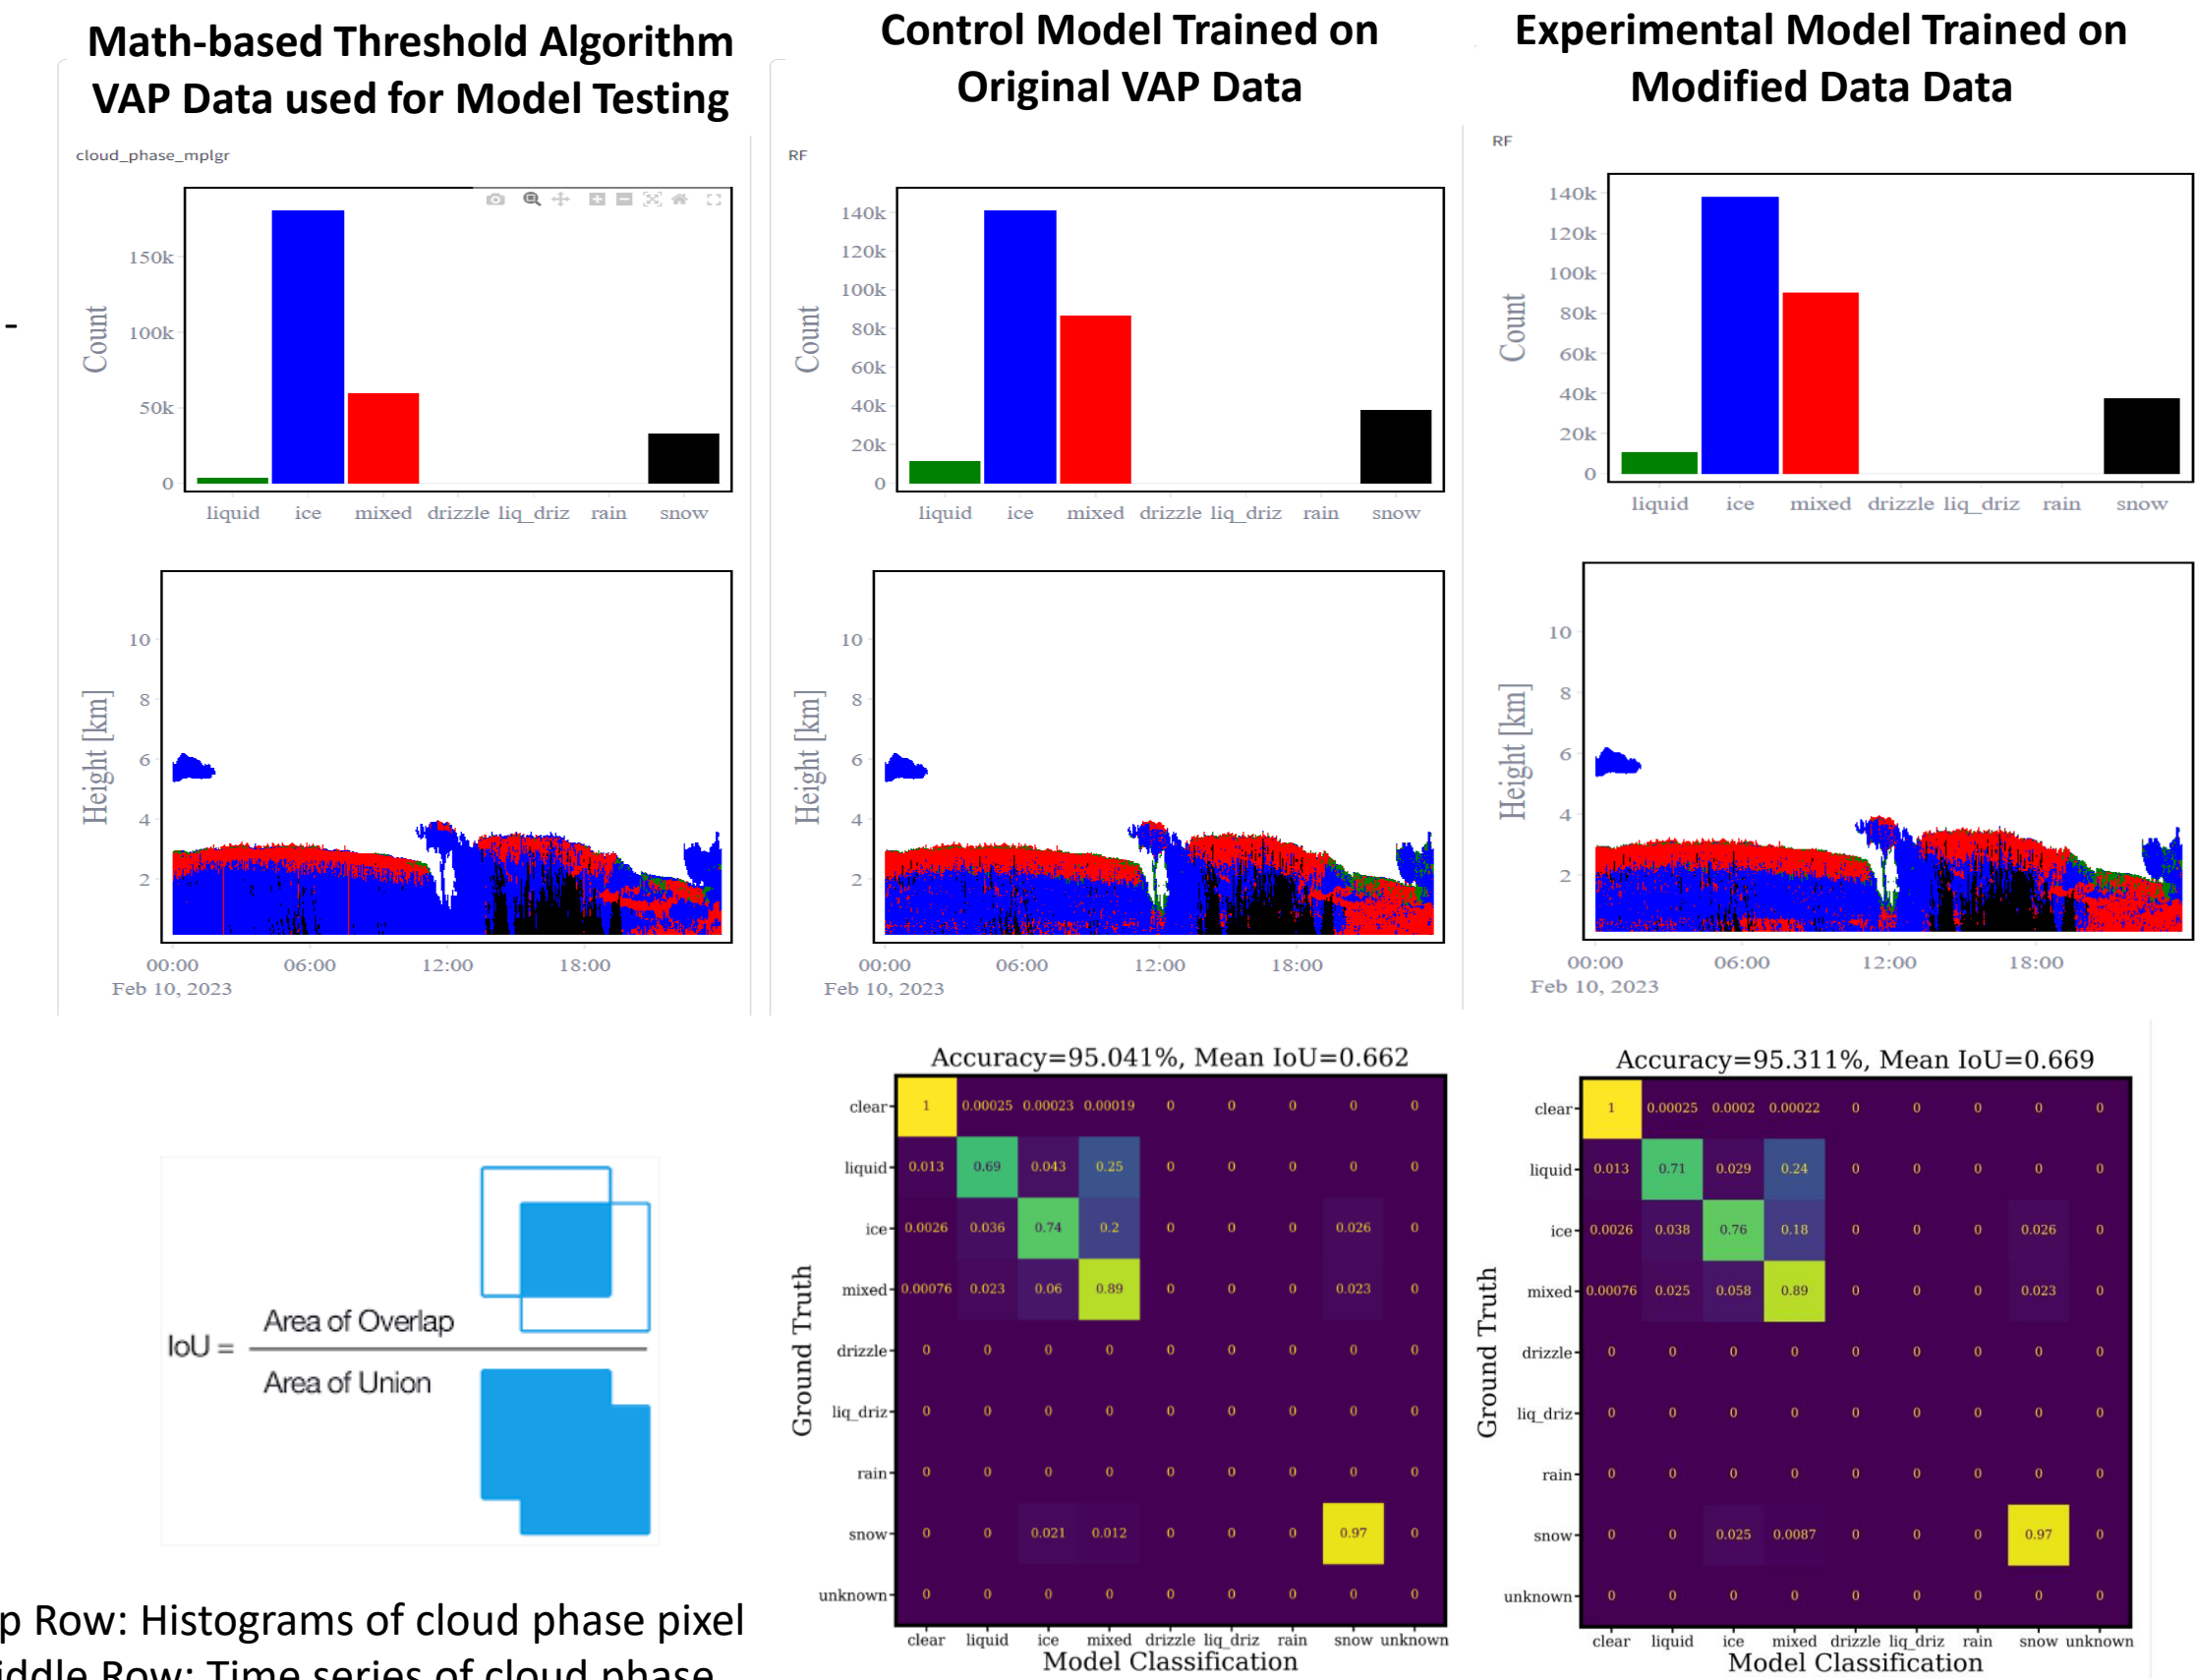 Math-based Threshold Algorithm
VAP Data used for Model Testing
Control Model Trained on
Original VAP Data
Experimental Model Trained on
Modified Data Data
cloud_phase_mplgr
Count
150k
100k
50k
0
liquid ice mixed drizzle liq_driz rain snow
RF
Count
140k
120k
100k
80k
60k
40k
20k
0
liquid ice mixed drizzle liq_driz rain snow
RF
Count
140k
120k
100k
80k
60k
40k
20k
0
liquid ice mixed drizzle liq_driz rain snow
-
Height [km]
10
8
6
4
2
00:00 06:00 12:00 18:00
Feb 10, 2023
Height [km]
10
8
6
4
2
00:00 06:00 12:00 18:00
Feb 10, 2023
Height [km]
10
8
6
4
2
00:00 06:00 12:00 18:00
Feb 10, 2023
IoU =
Area of Overlap
Area of Union
Accuracy=95.041%, Mean IoU=0.662
Ground Truth
clear 1 0.00025 0.00023 0.00019 0 0 0 0 0
liquid 0.013 0.69 0.043 0.25 0 0 0 0 0
ice 0.0026 0.036 0.74 0.2 0 0 0 0.026 0
mixed 0.00076 0.023 0.06 0.89 0 0 0 0.023 0
drizzle 0 0 0 0 0 0 0 0 0
liq_driz 0 0 0 0 0 0 0 0 0
rain 0 0 0 0 0 0 0 0 0
snow 0 0 0.021 0.012 0 0 0 0.97 0
unknown 0 0 0 0 0 0 0 0 0
clear liquid ice mixed drizzle liq_driz rain snow unknown
Model Classification
Accuracy=95.311%, Mean IoU=0.669
Ground Truth
clear 1 0.00025 0.0002 0.00022 0 0 0 0 0
liquid 0.013 0.71 0.029 0.24 0 0 0 0 0
ice 0.0026 0.038 0.76 0.18 0 0 0 0.026 0
mixed 0.00076 0.025 0.058 0.89 0 0 0 0.023 0
drizzle 0 0 0 0 0 0 0 0 0
liq_driz 0 0 0 0 0 0 0 0 0
rain 0 0 0 0 0 0 0 0 0
snow 0 0 0.025 0.0087 0 0 0 0.97 0
unknown 0 0 0 0 0 0 0 0 0
clear liquid ice mixed drizzle liq_driz rain snow unknown
Model Classification
p Row: Histograms of cloud phase pixel
iddle Row: Time series of cloud phase